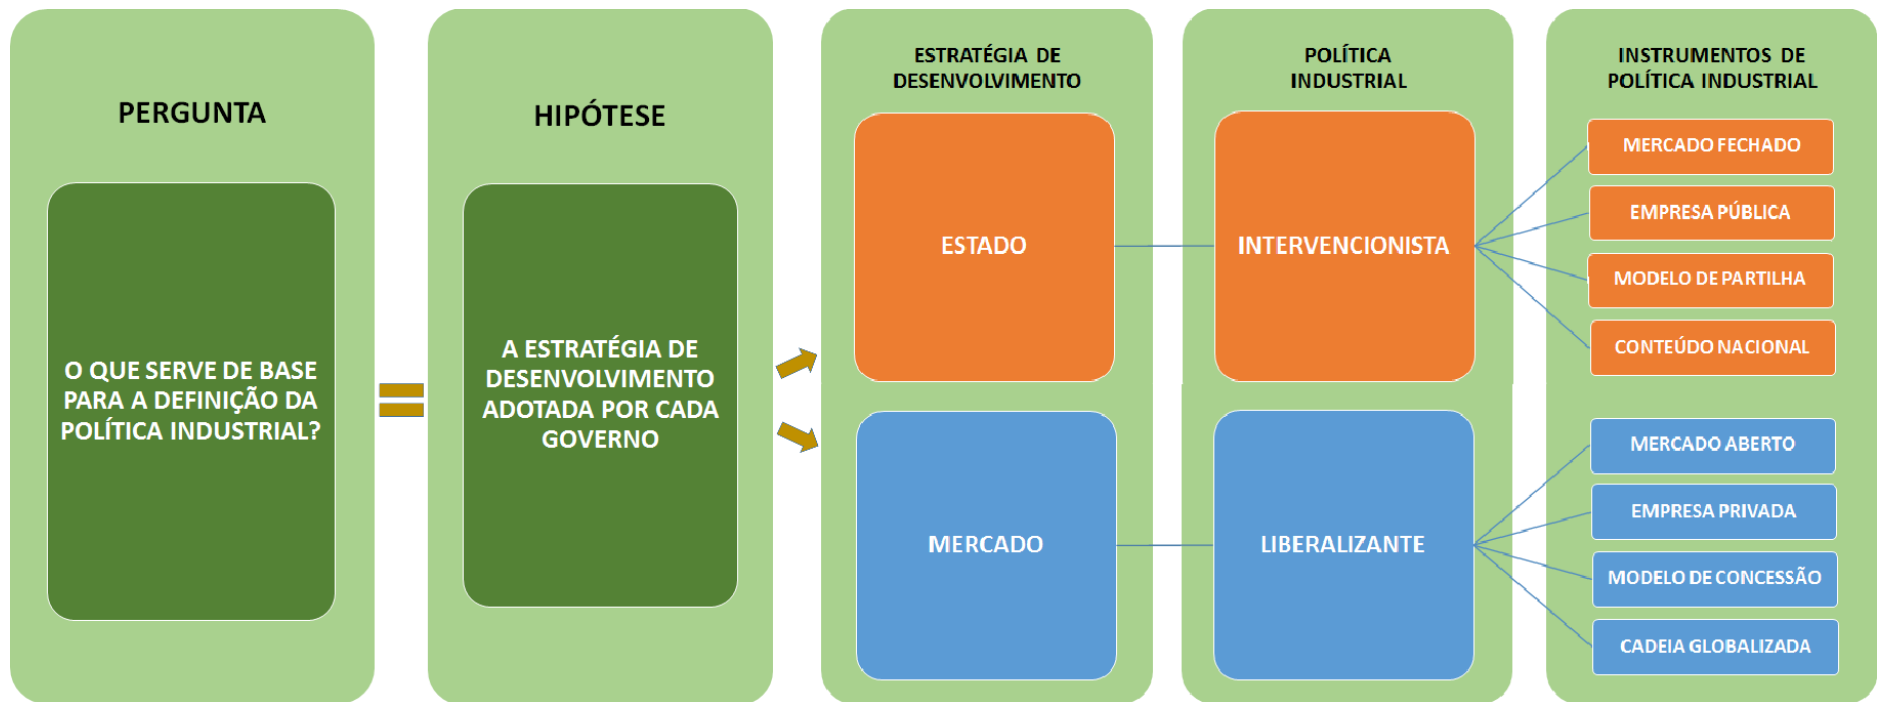 PERGUNTA
O QUE SERVE DE BASE
PARA A DEFINIÇÃO DA
POLÍTICA INDUSTRIAL?
HIPÓTESE
A ESTRATÉGIA DE
DESENVOLVIMENTO
ADOTADA POR CADA
GOVERNO
ESTRATÉGIA DE
DESENVOLVIMENTO
ESTADO
MERCADO
POLÍTICA
INDUSTRIAL
INTERVENCIONISTA
LIBERALIZANTE
INSTRUMENTOS DE
POLÍTICA INDUSTRIAL
MERCADO FECHADO
EMPRESA PÚBLICA
MODELO DE PARTILHA
CONTEÚDO NACIONAL
MERCADO ABERTO
EMPRESA PRIVADA
MODELO DE CONCESSÃO
CADEIA GLOBALIZADA